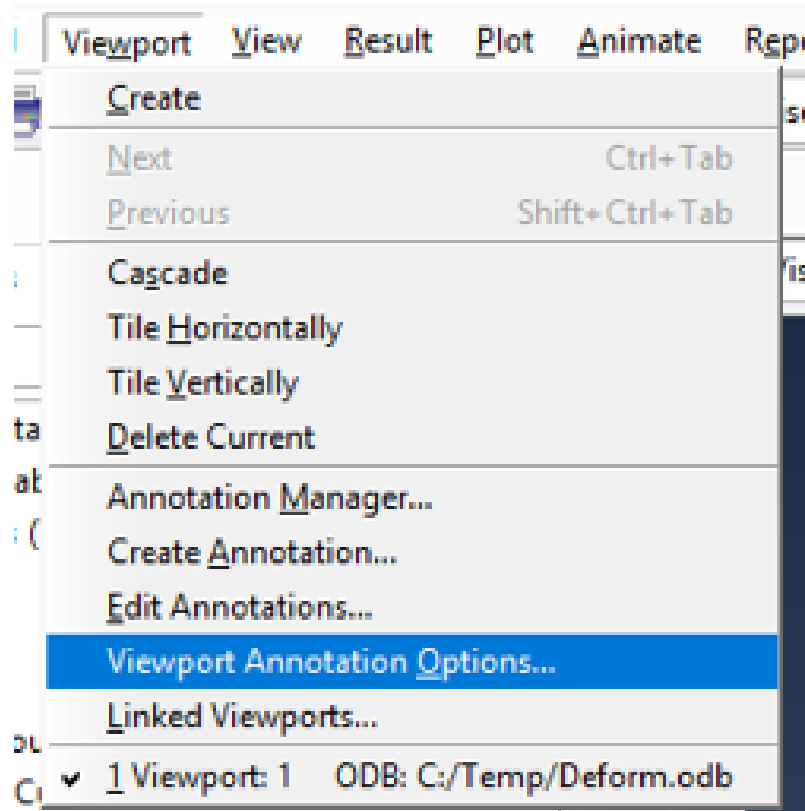 Viewport View Result Plot Animate Repo
Create
Next Ctrl+Tab
Previous Shift+Ctrl+Tab
Cascade
Tile Horizontally
Tile Vertically
Delete Current
Annotation Manager...
Create Annotation...
Edit Annotations...
Viewport Annotation Options...
Linked Viewports...
1 Viewport: 1 ODB: C:/Temp/Deform.odb